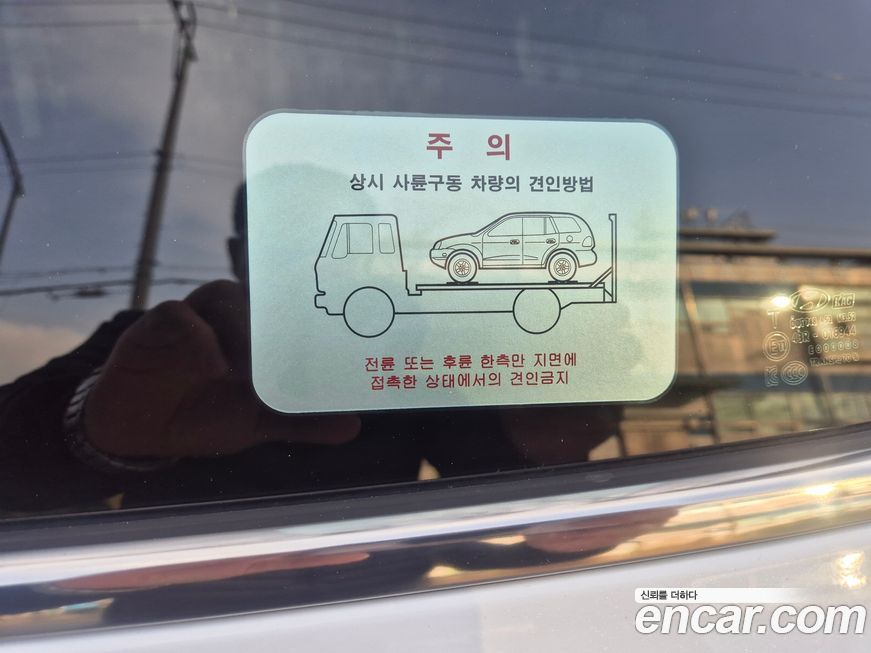 주 의
상시 사륜구동 차량의 견인방법
전륜 또는 후륜 한측만 지면에
접촉한 상태에서의 견인금지
KAC
T
43R -
신뢰를 더하다
encar.com